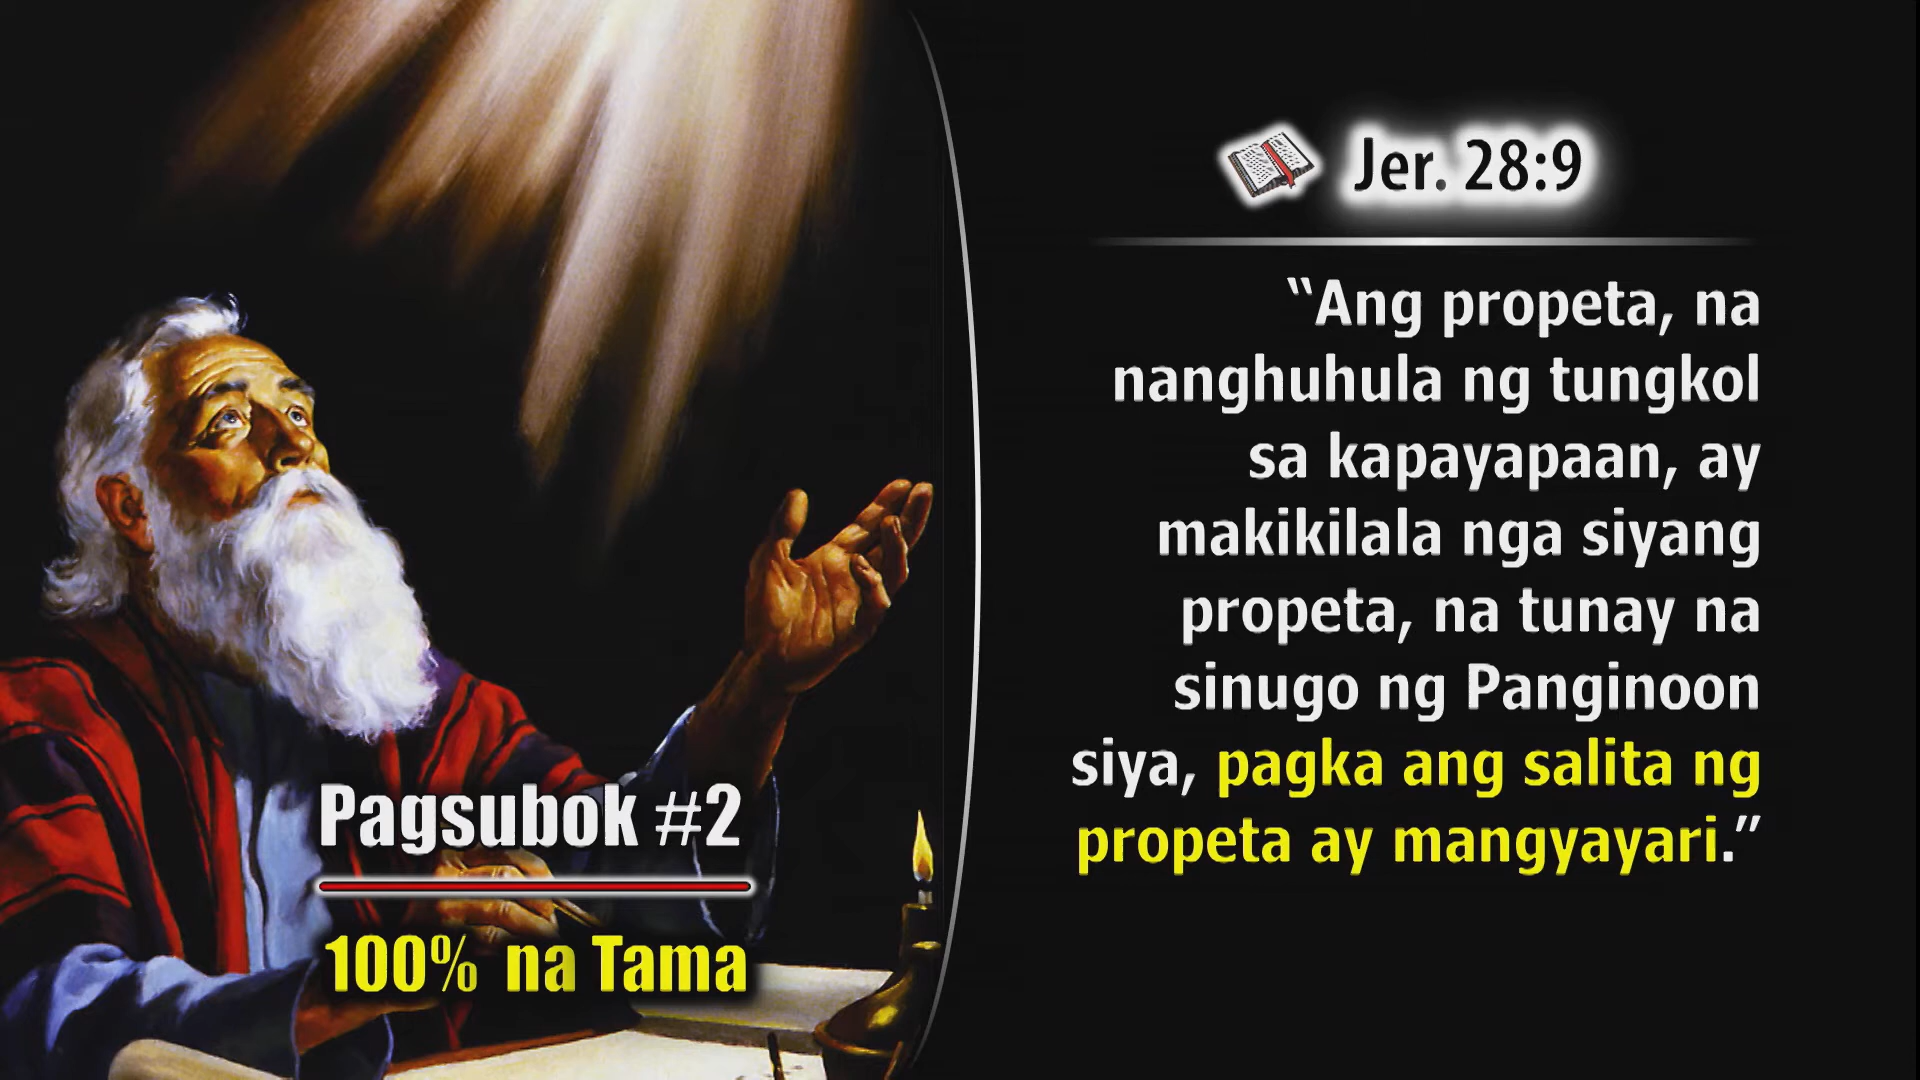 Jer. 28:9
“Ang propeta, na
nanghuhula ng tungkol
sa kapayapaan, ay
makikilala nga siyang
propeta, na tunay na
sinugo ng Panginoon
siya, pagka ang salita ng
propeta ay mangyayari.”
Pagsubok #2
100% na Tama